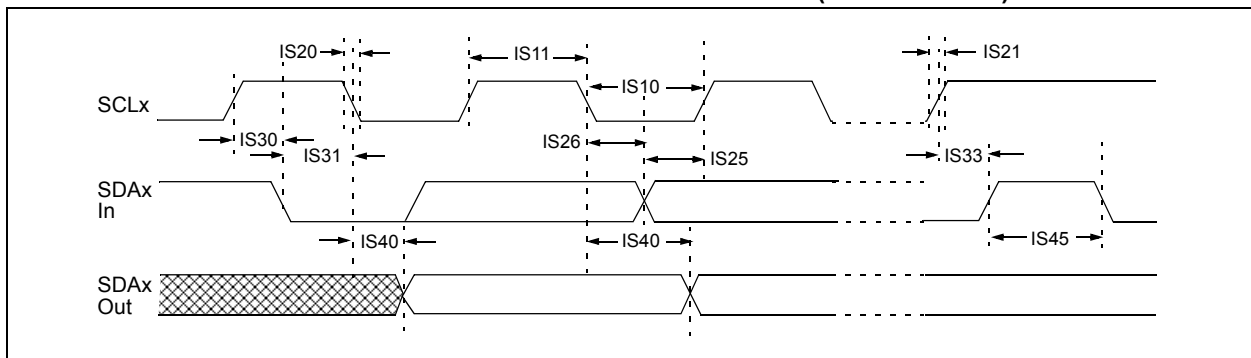 IS20
IS11
IS10
IS21
SCLx
IS30
IS31
IS26
IS25
IS33
SDAx
In
IS40
IS40
IS45
SDAx
Out